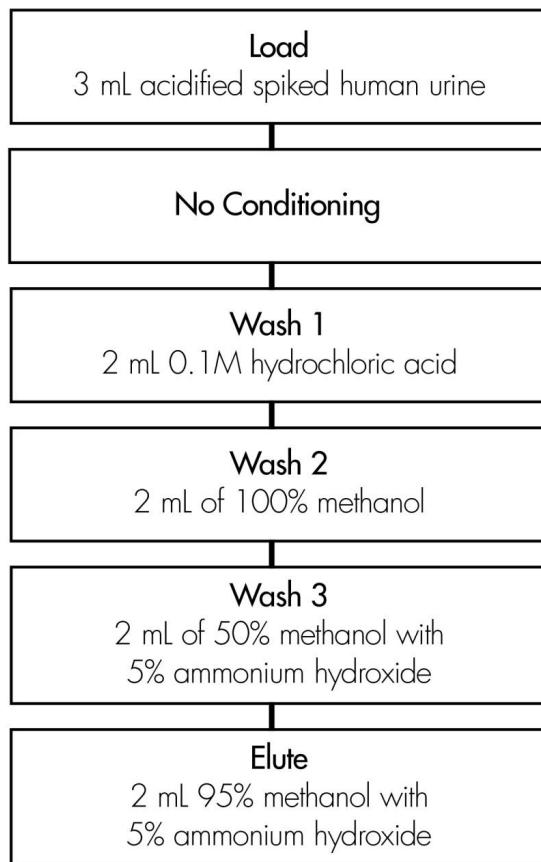 Load
3 mL acidified spiked human urine
No Conditioning
Wash 1
2 mL 0.1M hydrochloric acid
Wash 2
2 mL of 100% methanol
Wash 3
2 mL of 50% methanol with
5% ammonium hydroxide
Elute
2 mL 95% methanol with
5% ammonium hydroxide